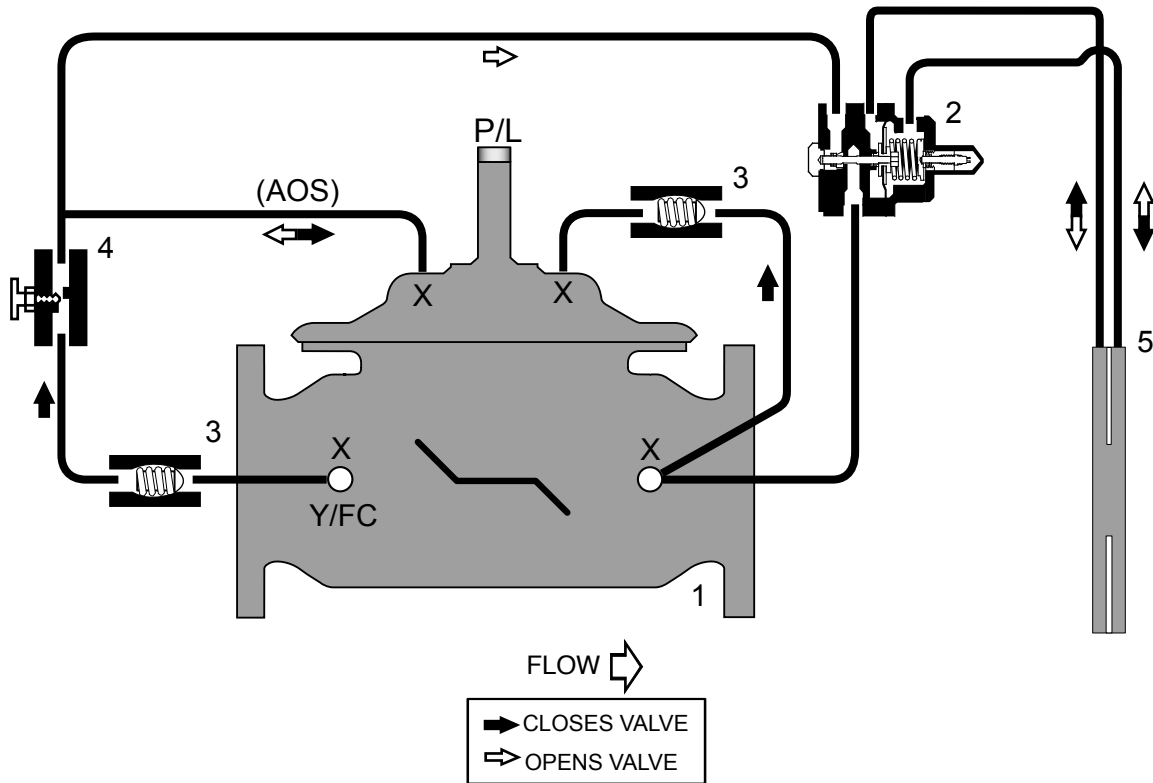 2
P/L
3
(AOS)
4
X
X
5
3
X
X
Y/FC
1
FLOW
CLOSES VALVE
OPENS VALVE